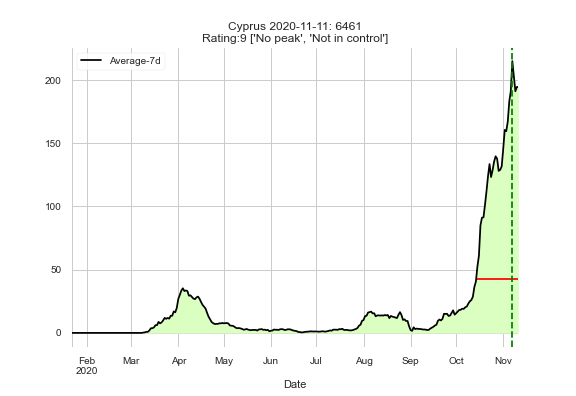 Cyprus 2020-11-11: 6461
Rating:9 ['No peak', 'Not in control']
Average-7d
200
150
100
50
0
Feb Mar Apr May Jun Jul Aug Sep Oct Nov
2020
Date